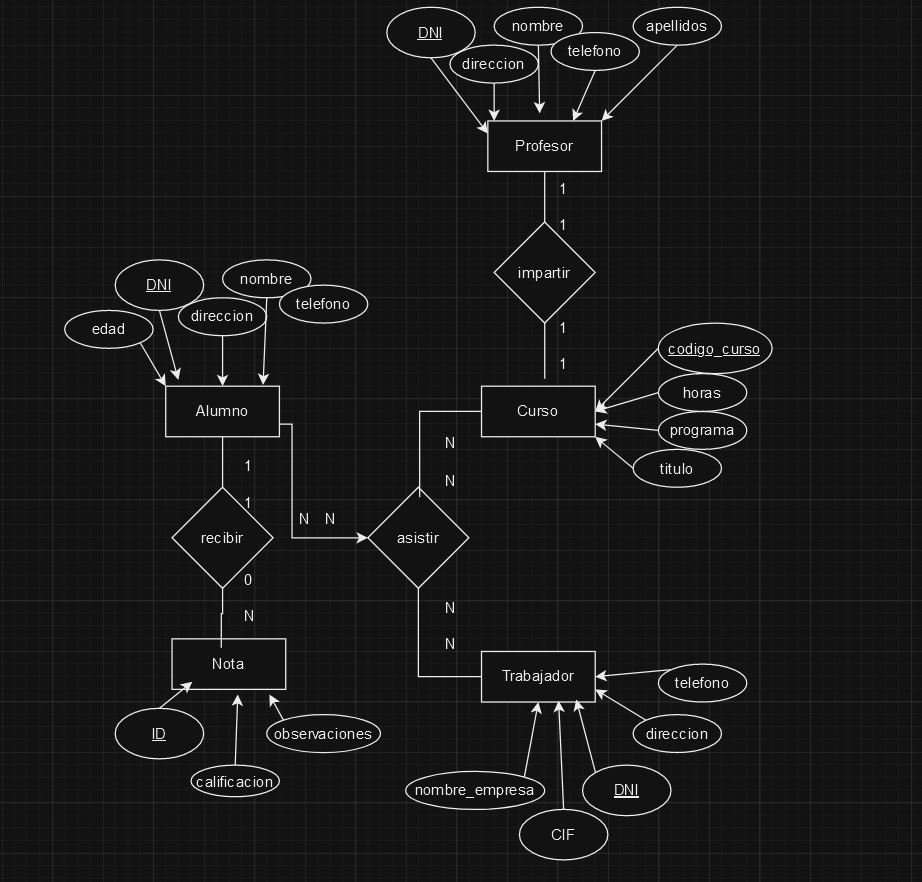 DNI
nombre
apellidos
telefono
direccion
Profesor
1
1
impartir
1
1
DNI
nombre
telefono
direccion
edad
codigo_curso
horas
programa
titulo
Alumno
Curso
1
1
N
N
N N
recibir
asistir
0
N
N
N
Nota
Trabajador
telefono
direccion
ID
observaciones
calificacion
nombre_empresa
DNI
CIF